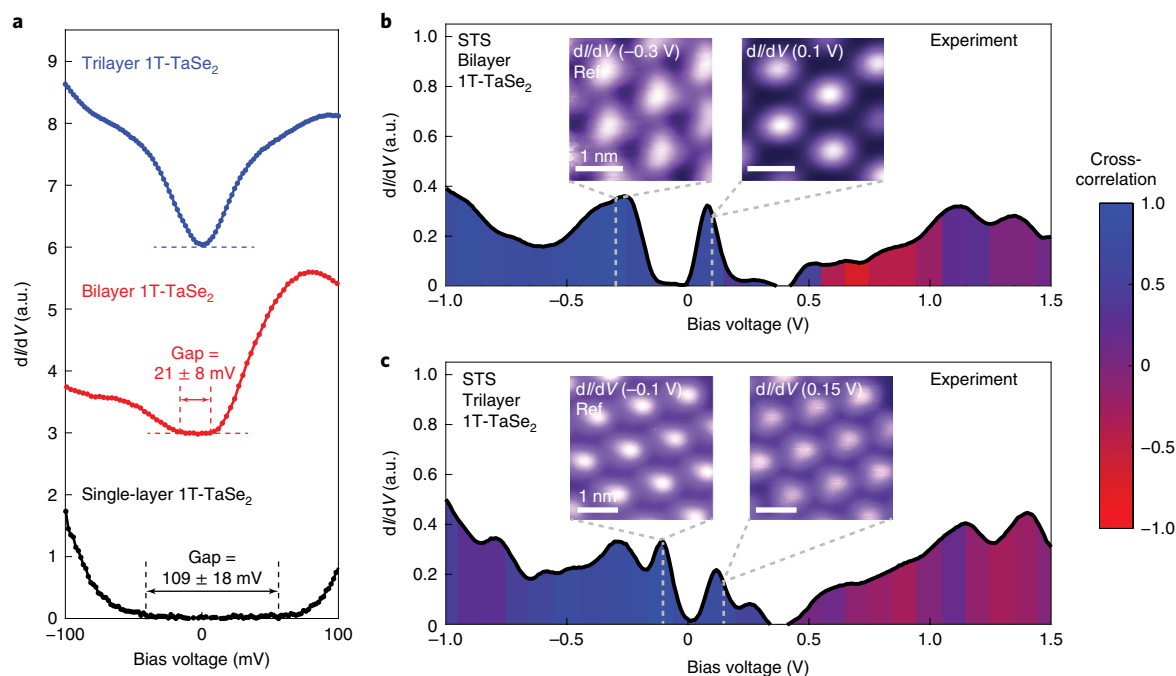 a
9
8
7
6
5
4
3
2
1
0
dI/dV (a.u.)
Trilayer 1T-TaSe₂
Bilayer 1T-TaSe₂
Gap =
21 ± 8 mV
Single-layer 1T-TaSe₂
Gap =
109 ± 18 mV
−100
0
100
Bias voltage (mV)
b
1.0
0.8
0.6
0.4
0.2
0
dI/dV (a.u.)
STS
Bilayer
1T-TaSe₂
dI/dV (−0.3 V)
Ref
1 nm
dI/dV (0.1 V)
Experiment
−1.0
−0.5
0
0.5
1.0
1.5
Bias voltage (V)
c
1.0
0.8
0.6
0.4
0.2
0
dI/dV (a.u.)
STS
Trilayer
1T-TaSe₂
dI/dV (−0.1 V)
Ref
1 nm
dI/dV (0.15 V)
Experiment
−1.0
−0.5
0
0.5
1.0
1.5
Bias voltage (V)
Cross-
correlation
1.0
0.5
0
−0.5
−1.0